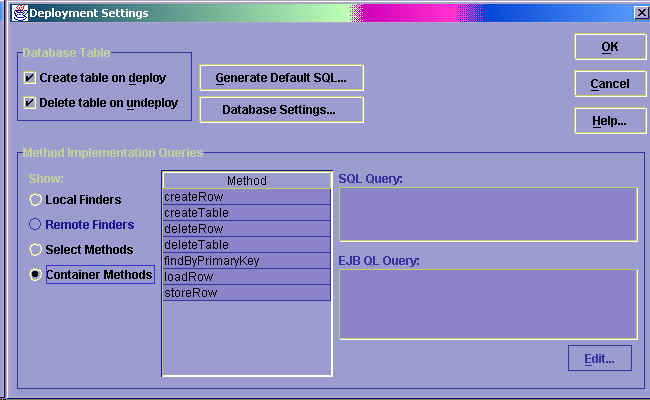 Deployment Settings
Database Table
Create table on deploy
Delete table on undeploy
Generate Default SQL...
Database Settings...
OK
Cancel
Help...
Method Implementation Queries
Show:
Local Finders
Remote Finders
Select Methods
Container Methods
Method
createRow
createTable
deleteRow
deleteTable
findByPrimaryKey
loadRow
storeRow
SQL Query:
EJB QL Query:
Edit...